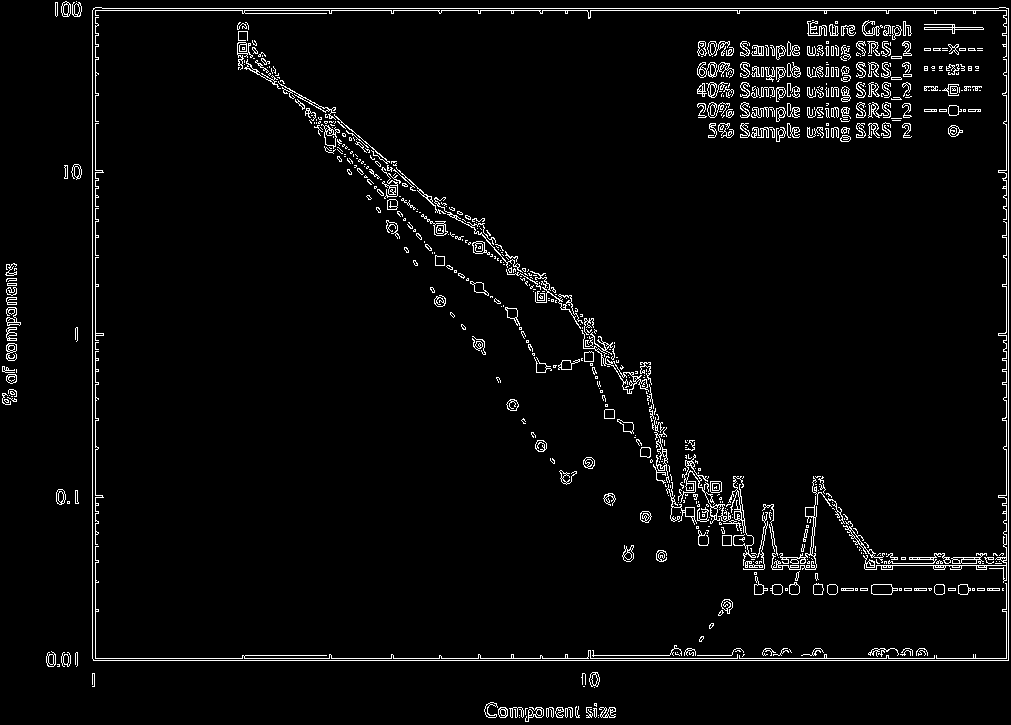 100
10
1
0.1
0.01
1
10
% of components
Component size
Entire Graph
80% Sample using SRS_2
60% Sample using SRS_2
40% Sample using SRS_2
20% Sample using SRS_2
5% Sample using SRS_2